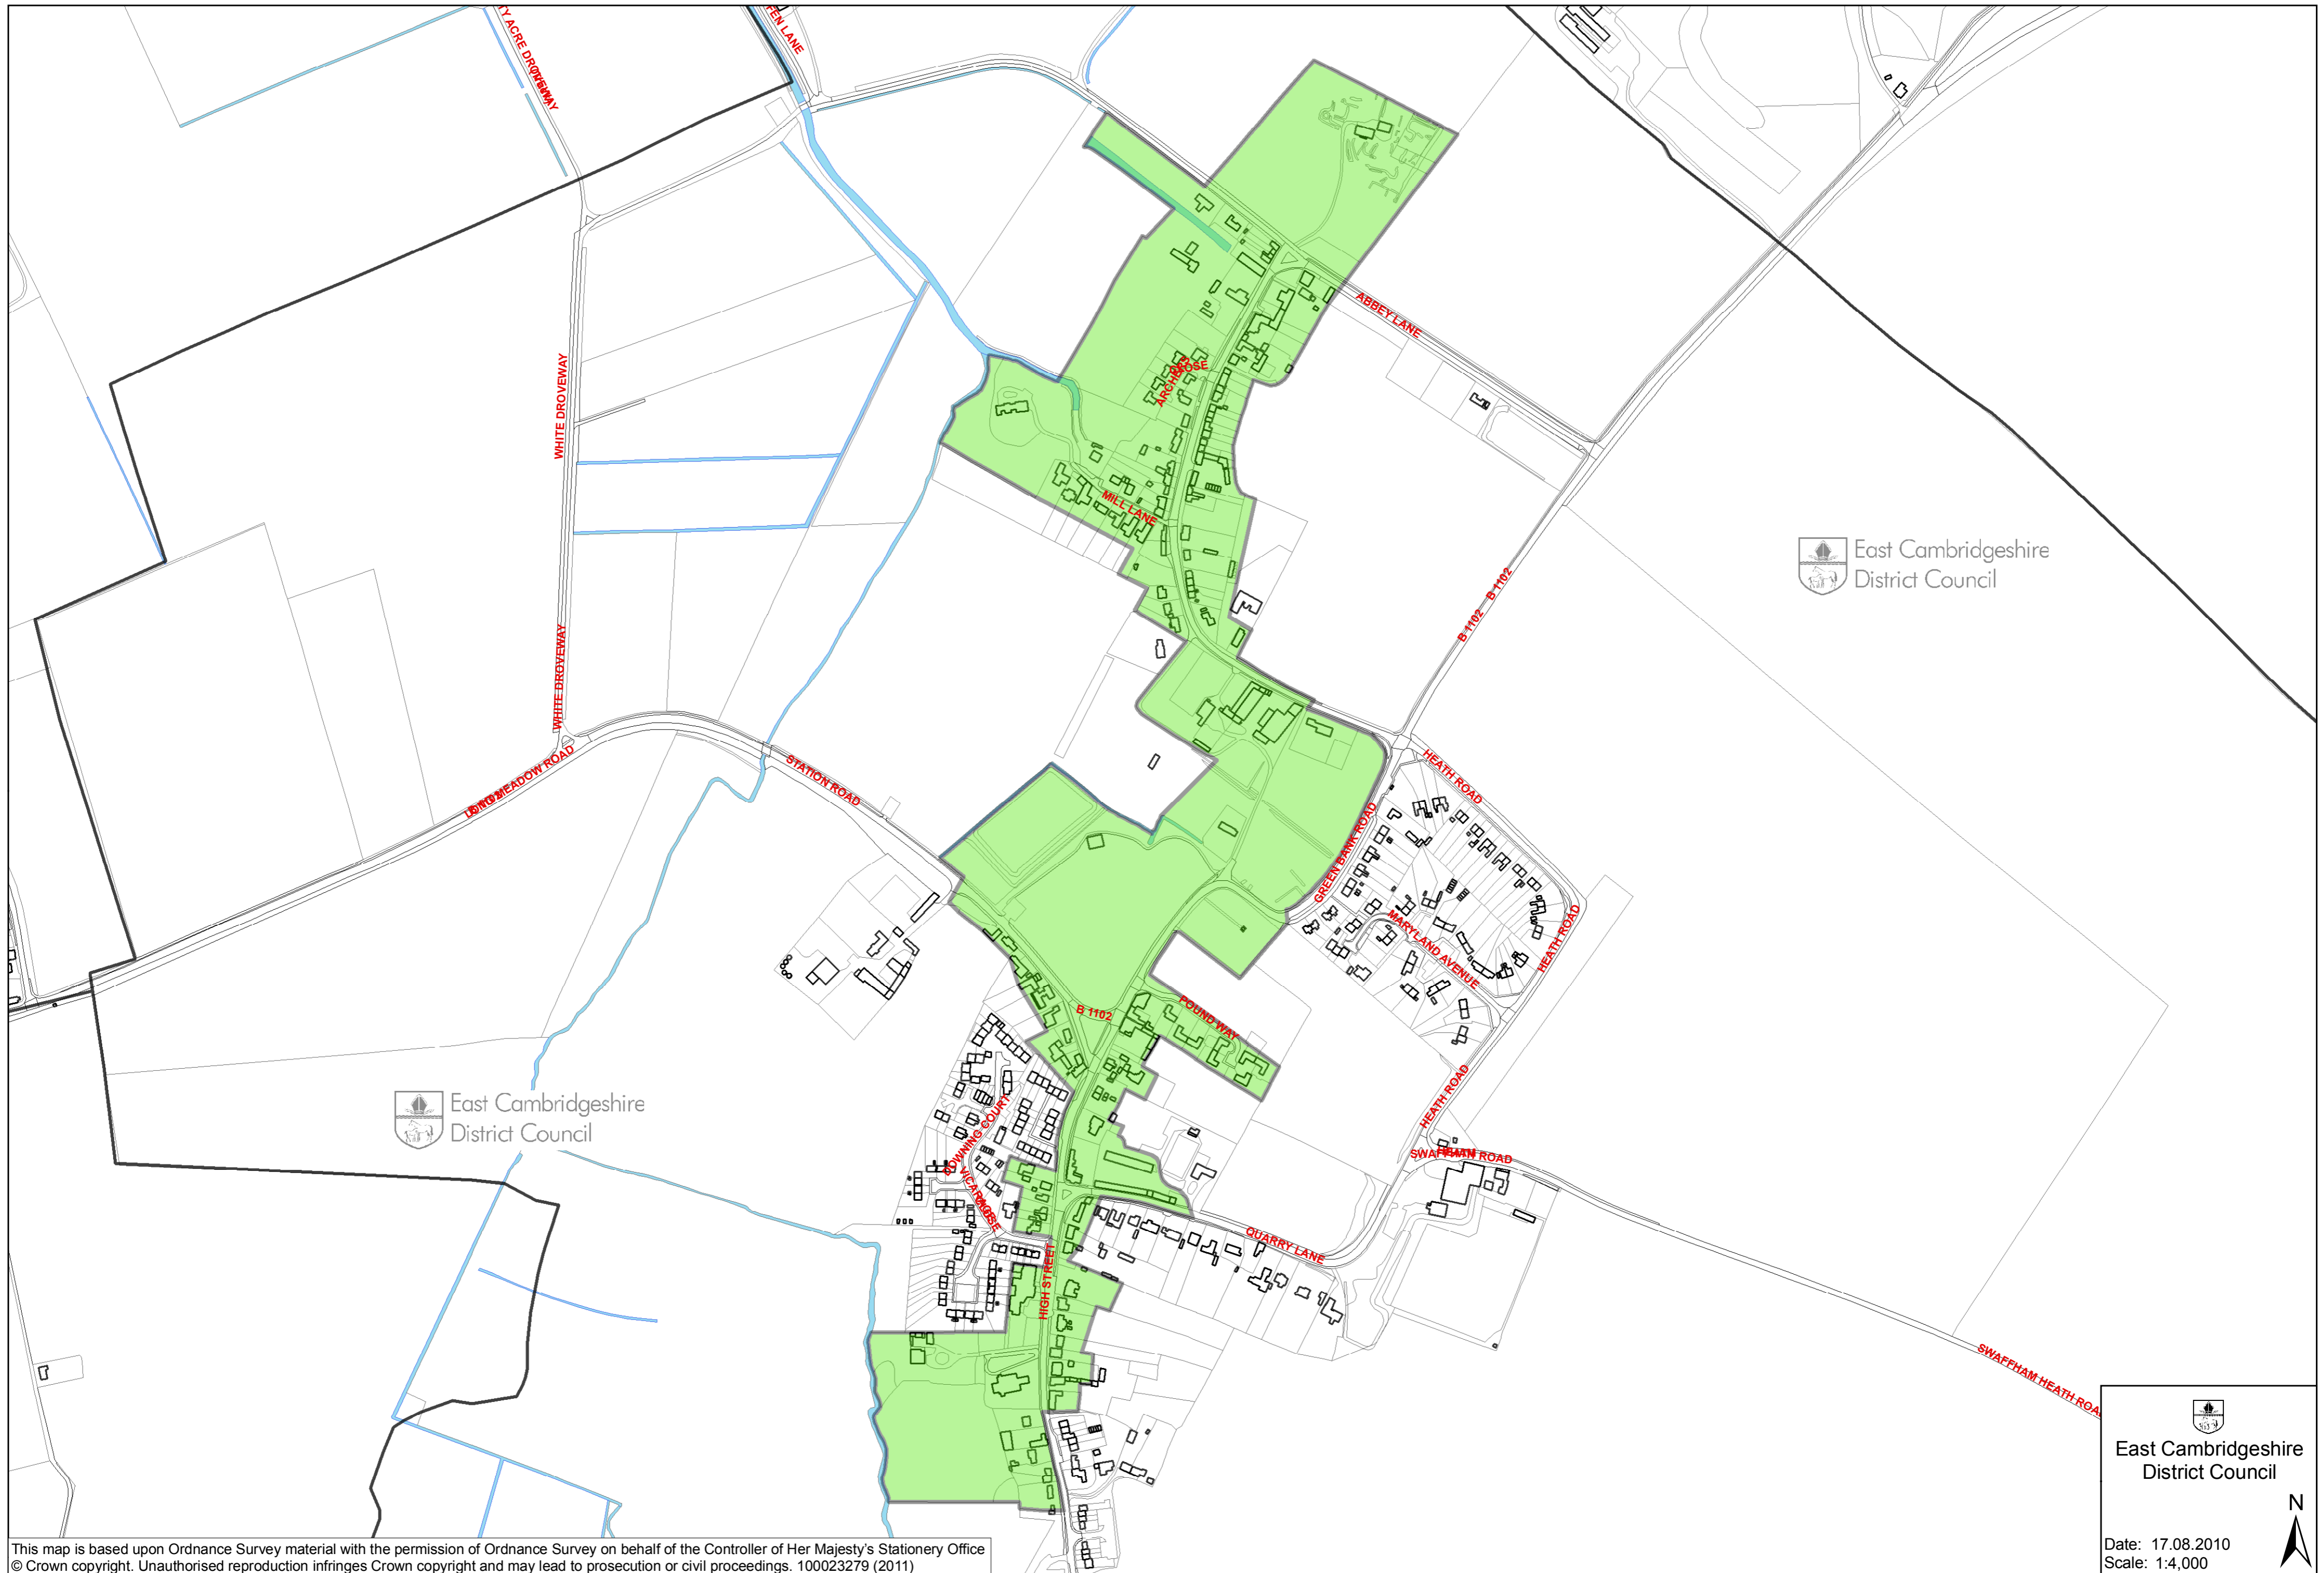 FEN LANE
ABBEY LANE
WHITE DROVEWAY
MILL LANE
East Cambridgeshire
District Council
B 1102
B 1102
WHITE DROVEWAY
STATION ROAD
HEATH ROAD
GREEN BANK ROAD
MARYLAND AVENUE
HEATH ROAD
B 1102
POUND WAY
East Cambridgeshire
District Council
HEATH ROAD
QUARRY LANE
HIGH STREET
SWAFFHAM HEATH ROAD
East Cambridgeshire
District Council
N
Date: 17.08.2010
Scale: 1:4,000
This map is based upon Ordnance Survey material with the permission of Ordnance Survey on behalf of the Controller of Her Majesty's Stationery Office
© Crown copyright. Unauthorised reproduction infringes Crown copyright and may lead to prosecution or civil proceedings. 100023279 (2011)